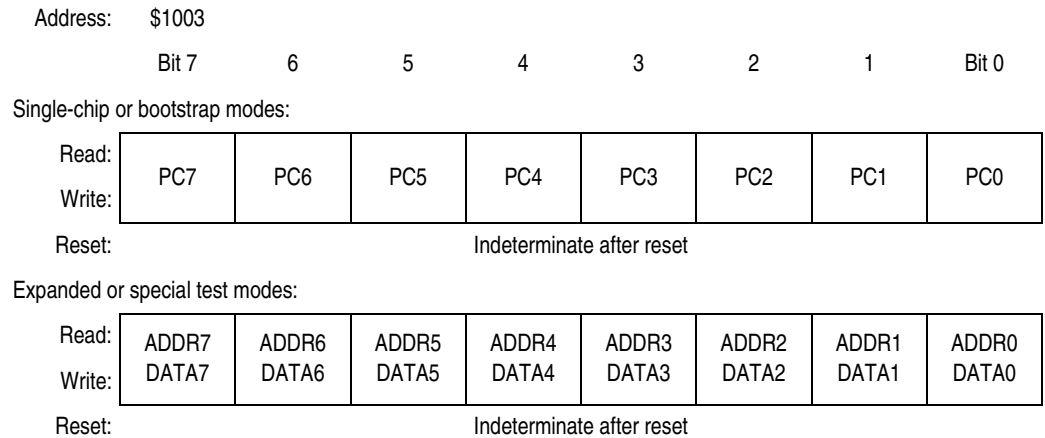 Address: $1003
Bit 7 6 5 4 3 2 1 Bit 0
Single-chip or bootstrap modes:
Read:
PC7 PC6 PC5 PC4 PC3 PC2 PC1 PC0
Write:
Reset: Indeterminate after reset
Expanded or special test modes:
Read: ADDR7 ADDR6 ADDR5 ADDR4 ADDR3 ADDR2 ADDR1 ADDR0
Write: DATA7 DATA6 DATA5 DATA4 DATA3 DATA2 DATA1 DATA0
Reset: Indeterminate after reset